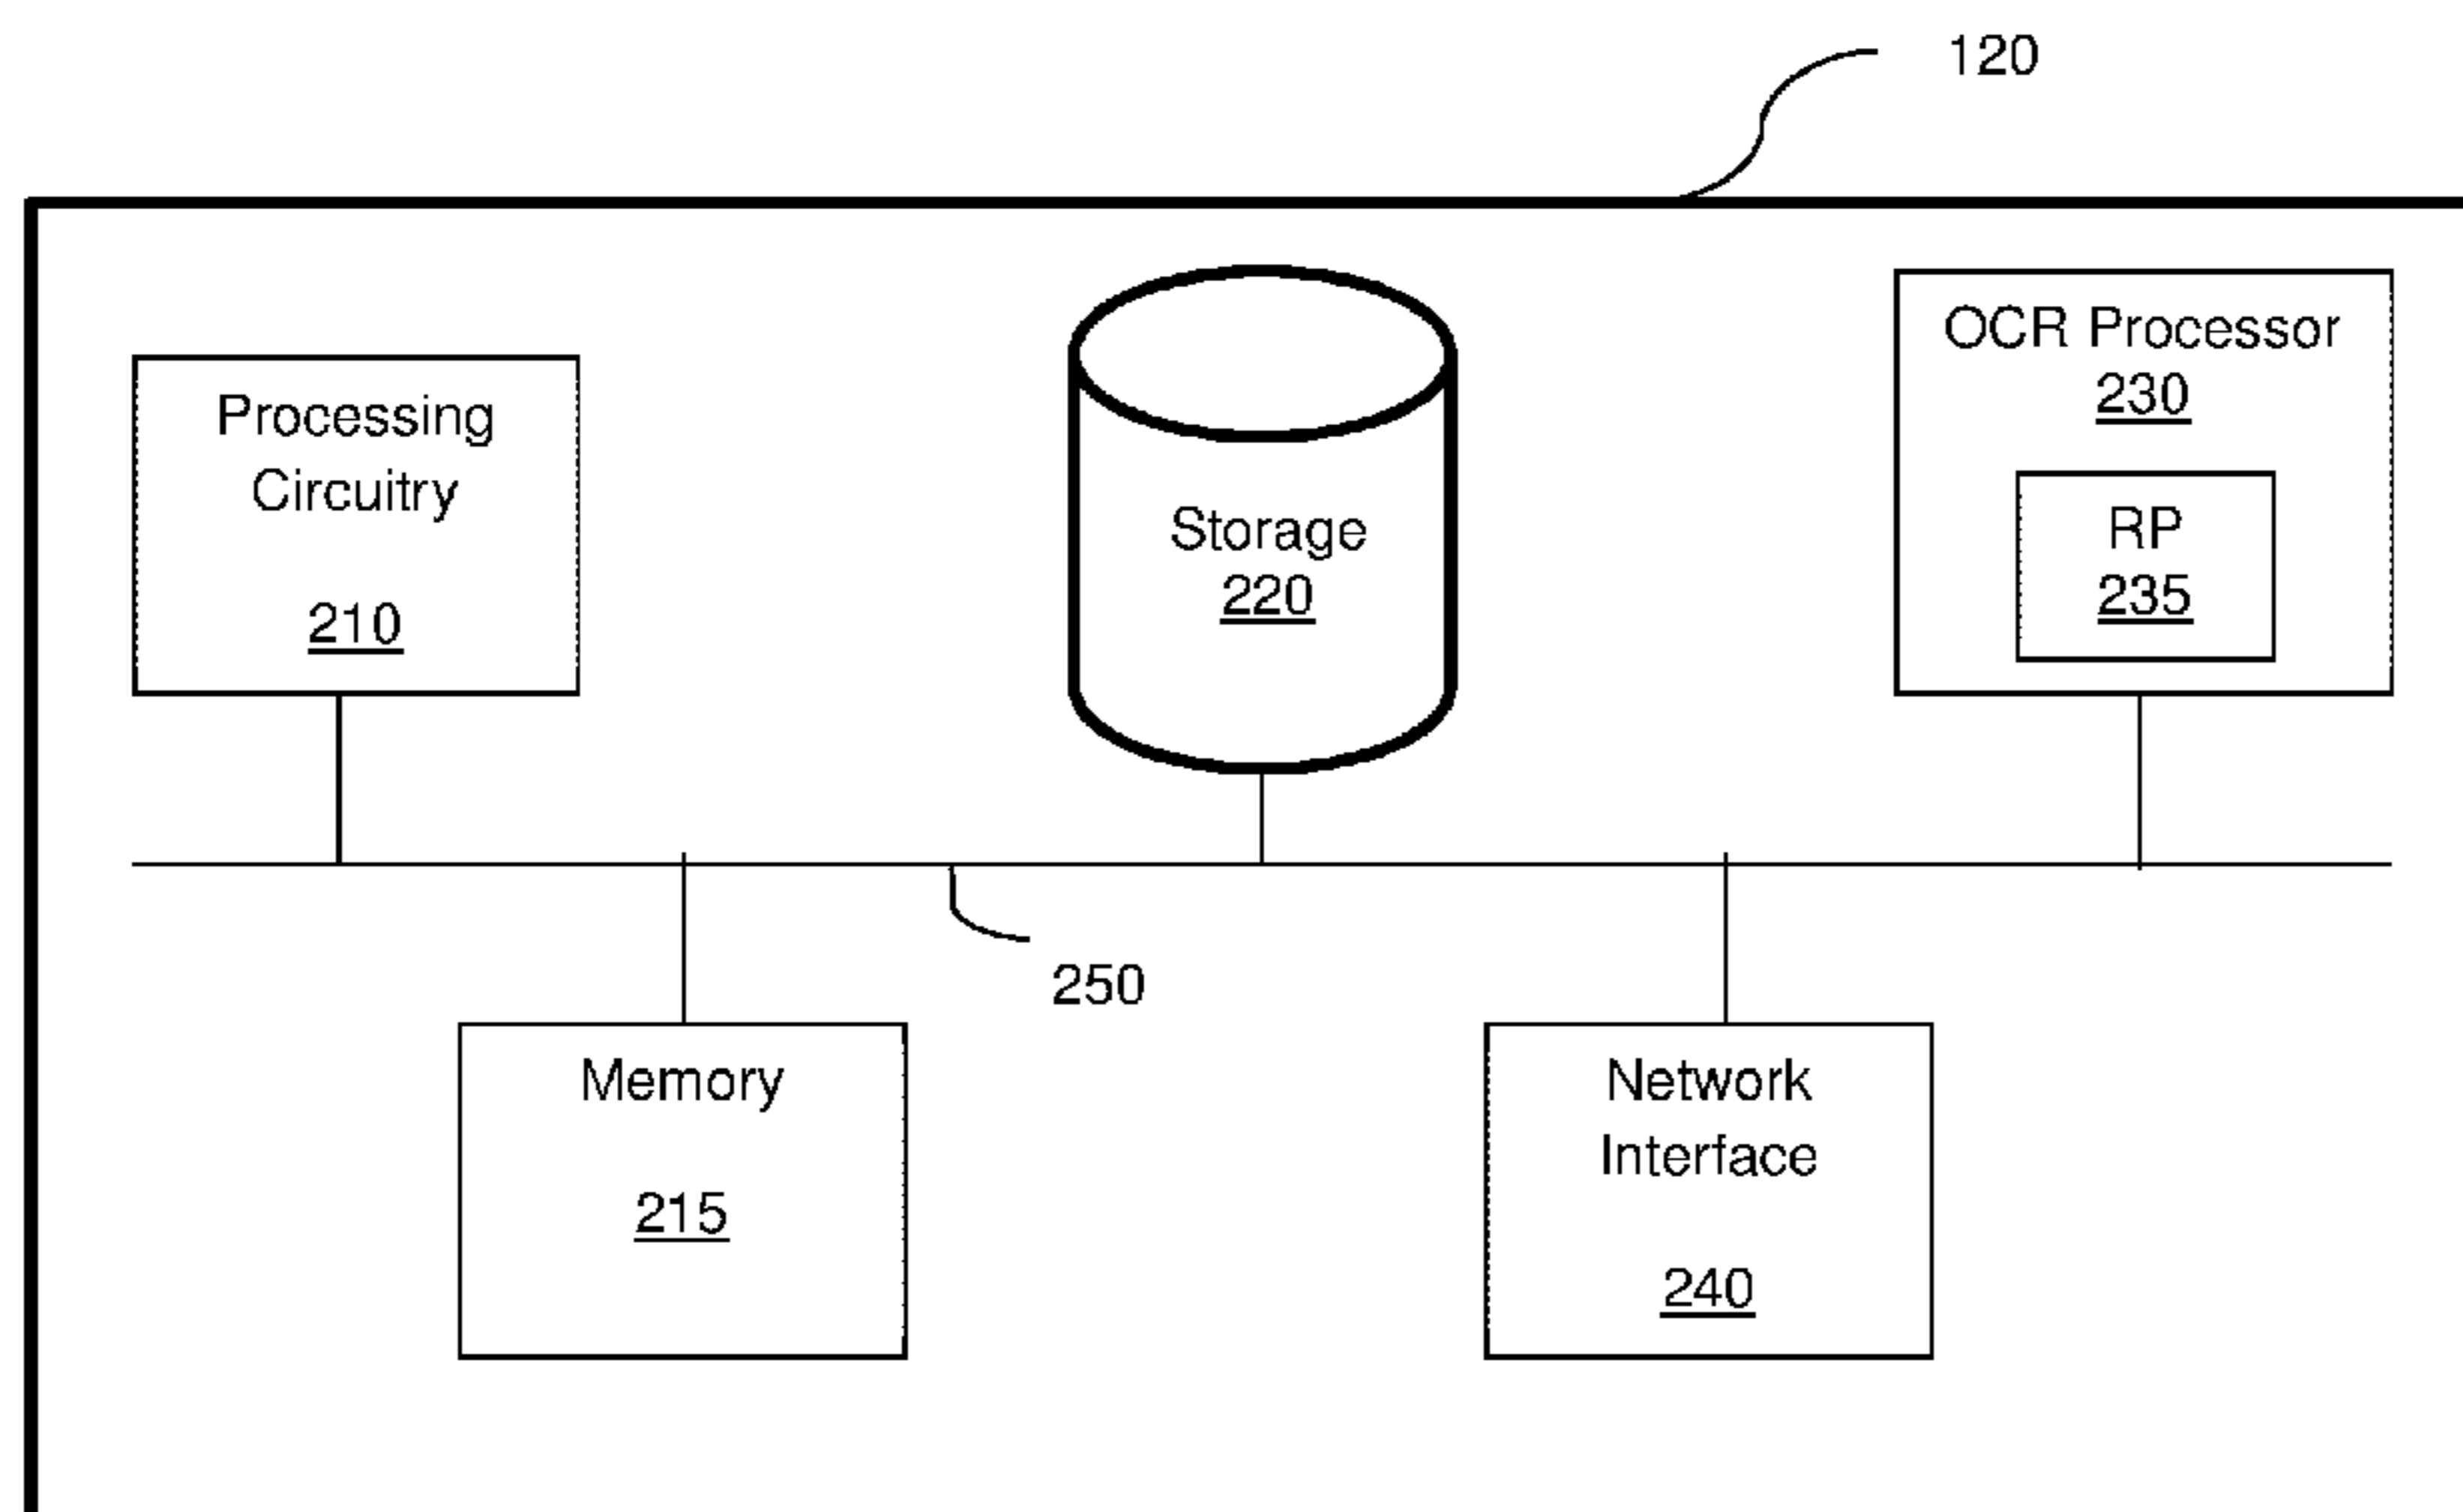 120
Processing
Circuitry
210
Storage
220
OCR Processor
230
RP
235
250
Memory
215
Network
Interface
240